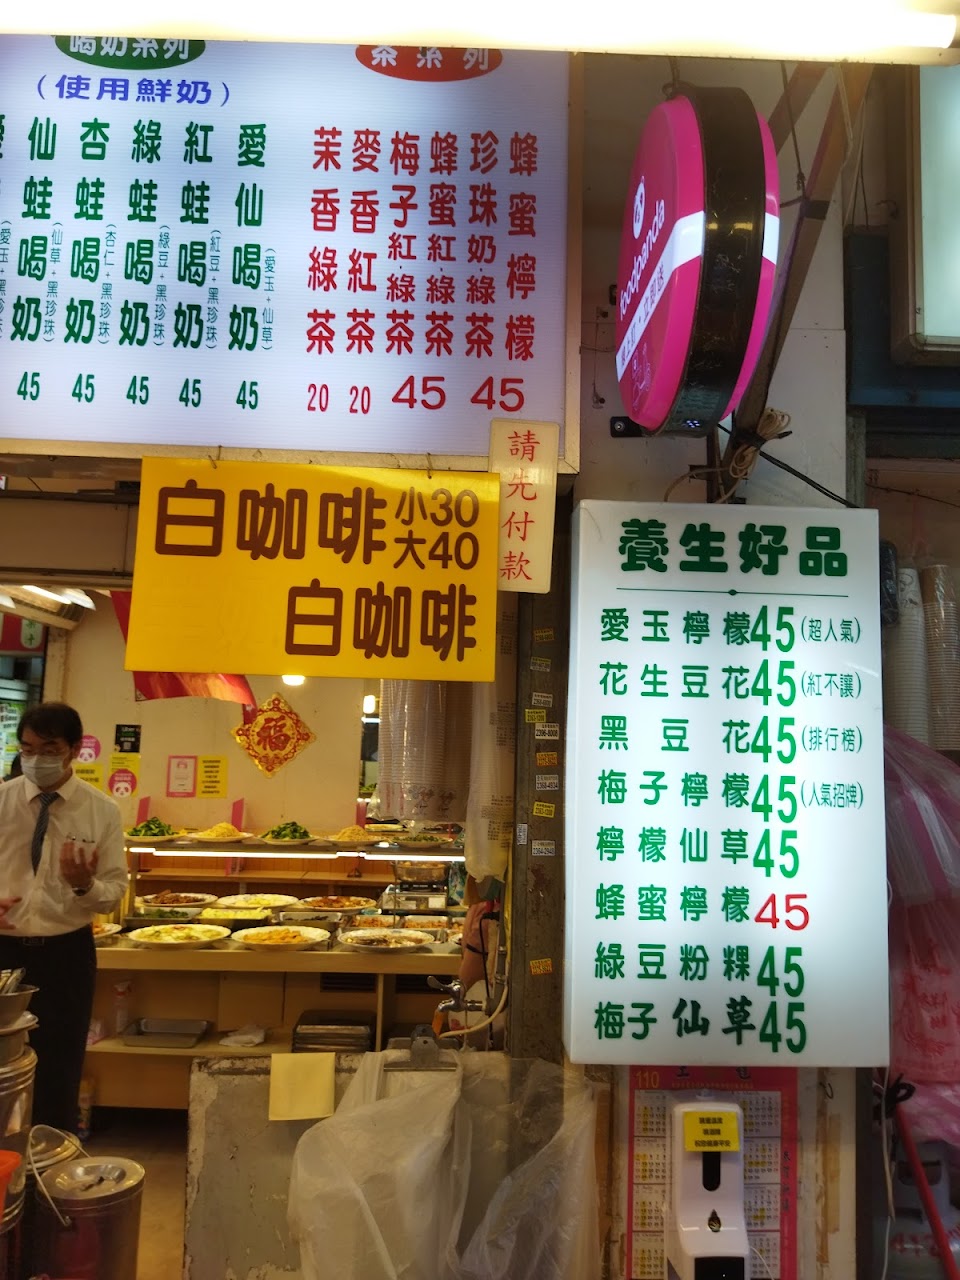 喝奶系列
(使用鮮奶)
仙蛙喝奶(仙草+黑珍珠)45
杏蛙喝奶(杏仁+黑珍珠)45
綠蛙喝奶(綠豆+黑珍珠)45
紅蛙喝奶(紅豆+黑珍珠)45
愛仙喝奶(愛玉+仙草)45
茶系列
茉香綠茶 20
麥香紅茶 20
梅子紅.綠茶
蜂蜜紅.綠茶
45
珍珠奶.綠茶
蜂蜜檸檬
45
foodpanda
請先付款
白咖啡 小30
大40
白咖啡
養生好品
愛玉檸檬45(超人氣)
花生豆花45(紅不讓)
黑豆花45(排行榜)
梅子檸檬45(人氣招牌)
檸檬仙草45
蜂蜜檸檬45
綠豆粉粿45
梅子仙草45
福
110